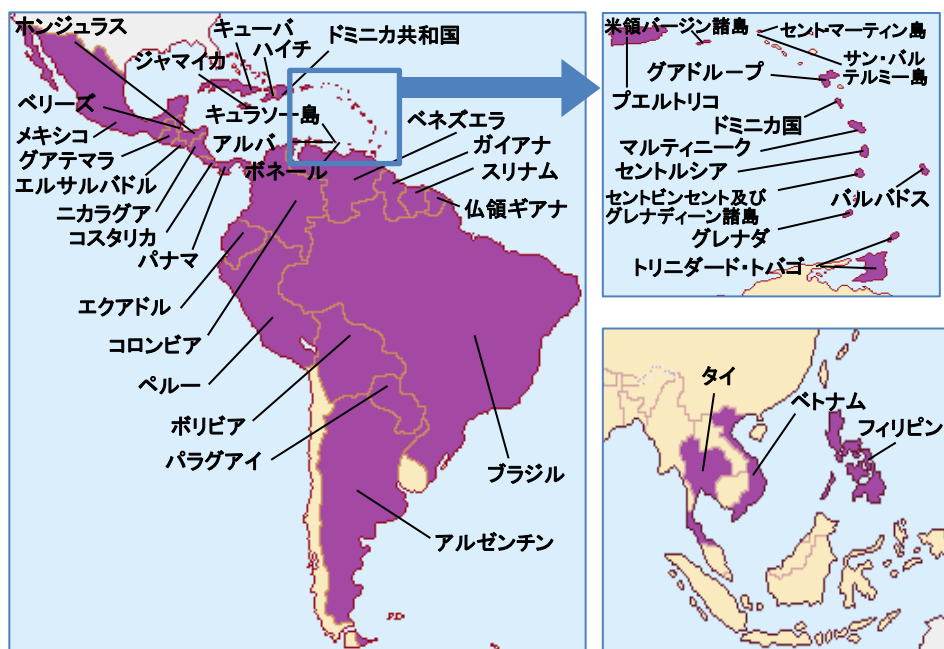 ホンジュラス
キューバ
ハイチ
ドミニカ共和国
ジャマイカ
キュラソー島
ベリーズ
メキシコ
アルバ
ベネズエラ
グアテマラ
ボネール
ガイアナ
エルサルバドル
スリナム
ニカラグア
仏領ギアナ
コスタリカ
パナマ
エクアドル
コロンビア
ペルー
ボリビア
パラグアイ
ブラジル
アルゼンチン
米領バージン諸島
セントマーティン島
サン・バル
テルミー島
グアドループ
プエルトリコ
ドミニカ国
マルティニーク
セントルシア
セントビンセント及び
グレナディーン諸島
バルバドス
グレナダ
トリニダード・トバゴ
タイ
ベトナム
フィリピン